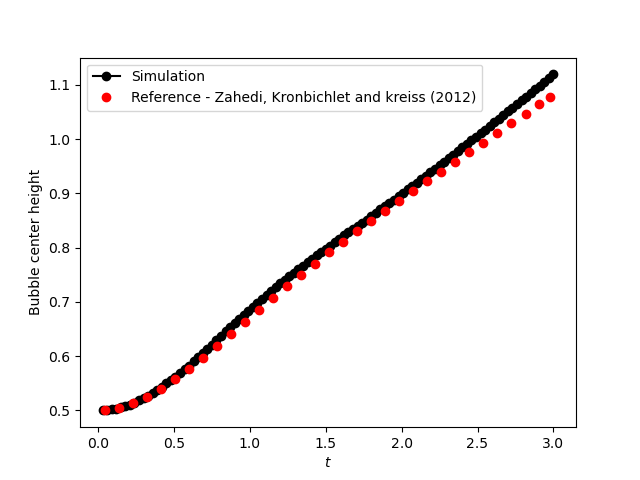 Simulation
Reference - Zahedi, Kronbichlet and kreiss (2012)
1.1
1.0
0.9
0.8
0.7
0.6
0.5
Bubble center height
0.0 0.5 1.0 1.5 2.0 2.5 3.0
t